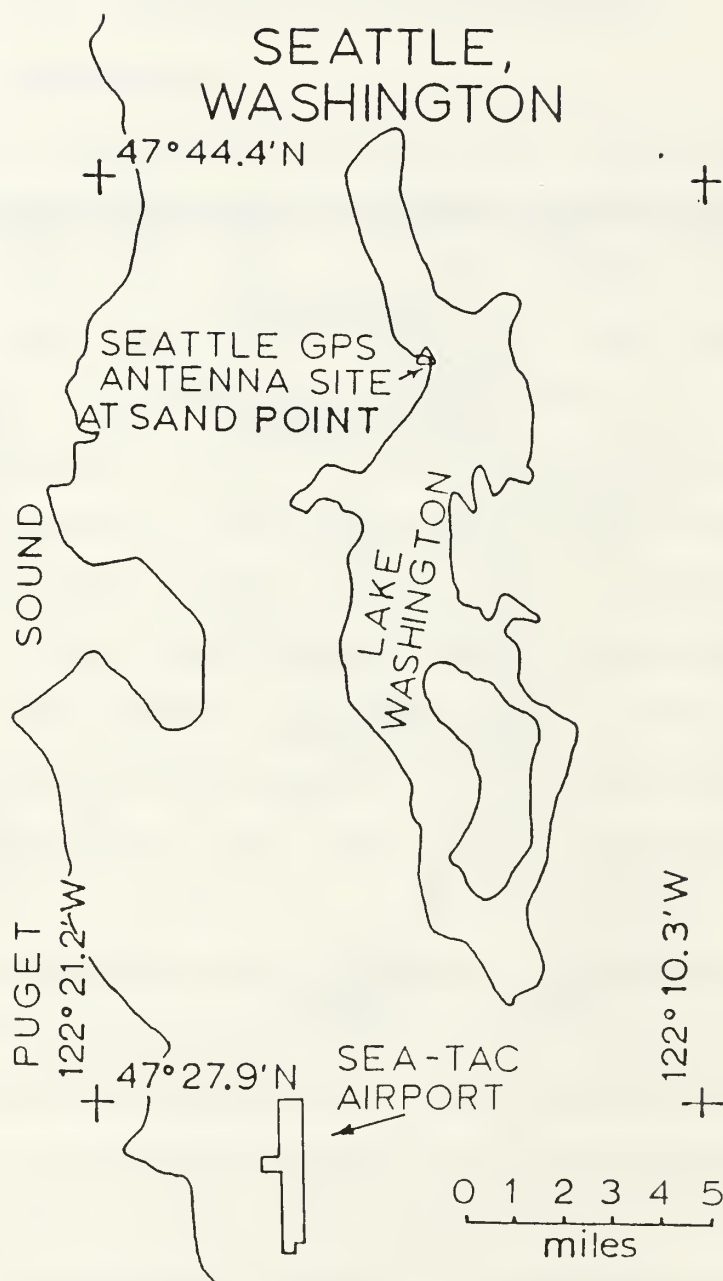 SEATTLE,
WASHINGTON
47°44.4'N
SEATTLE GPS
ANTENNA SITE
AT SAND POINT
SOUND
LAKE
WASHINGTON
PUGET
122° 21.2'W
122° 10.3'W
47°27.9'N
SEA-TAC
AIRPORT
0 1 2 3 4 5
miles